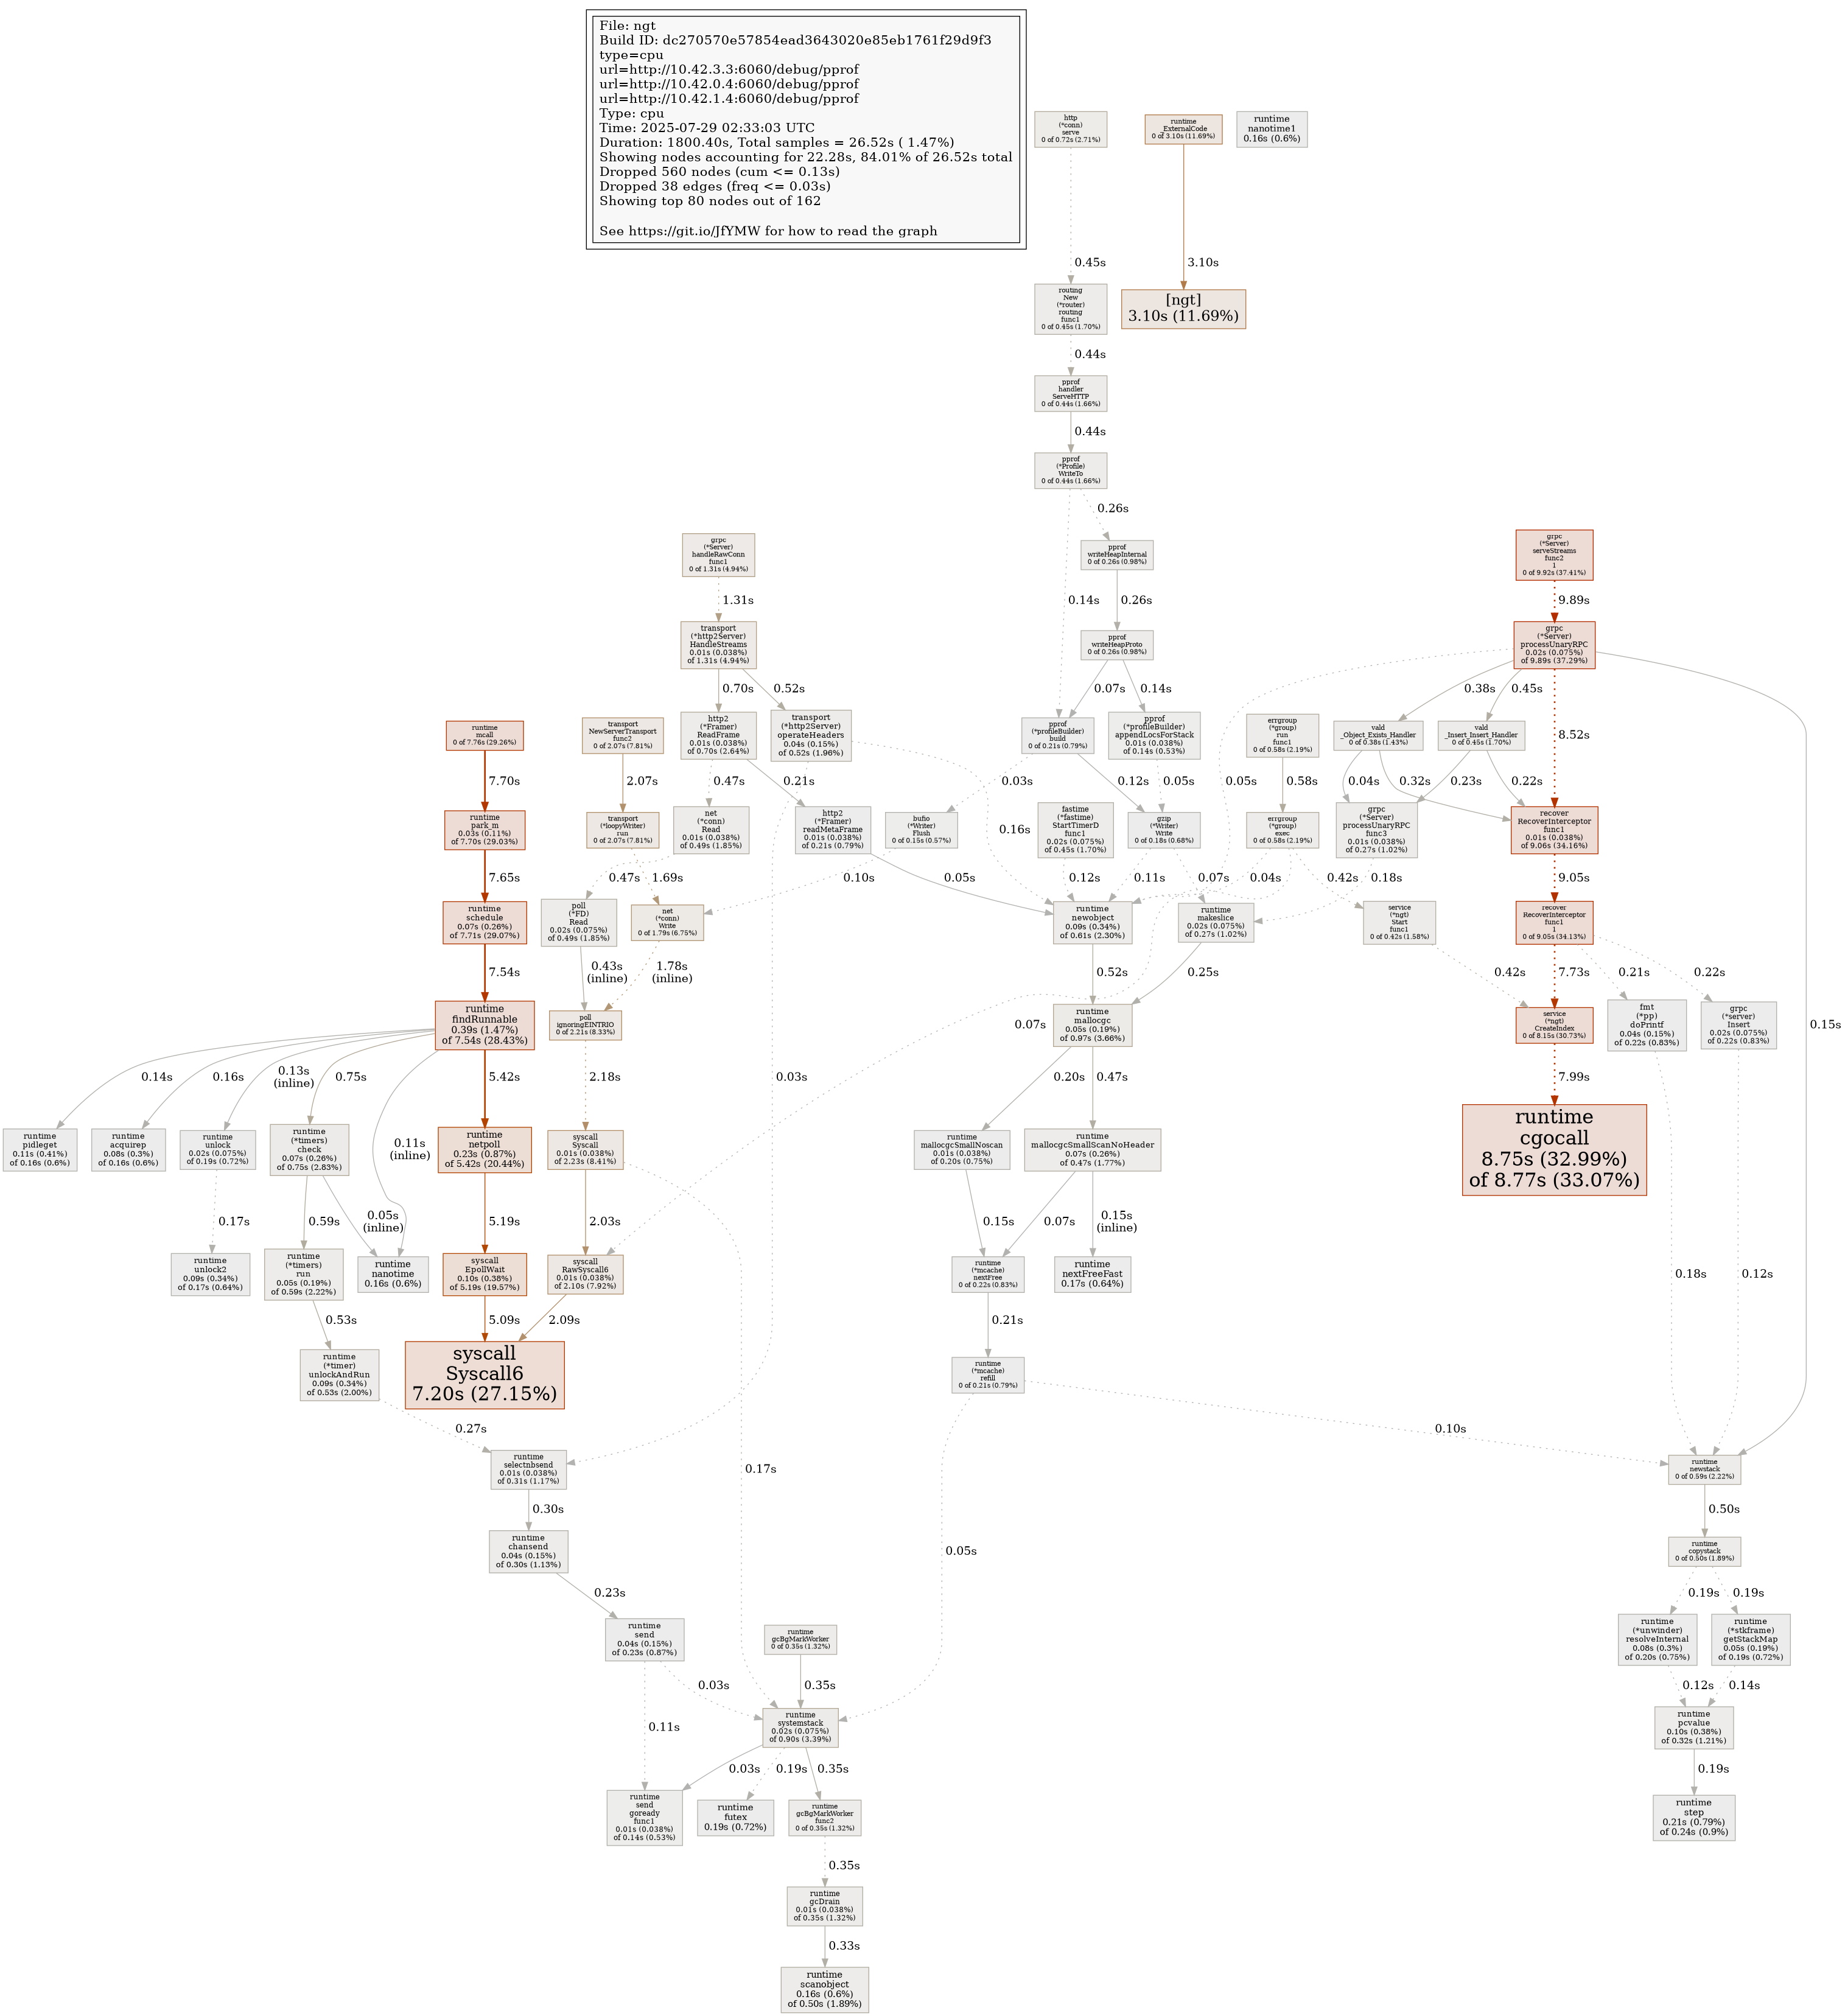 File: ngt
Build ID: dc270570e57854ead3643020e85eb1761f29d9f3
type=cpu
url=http://10.42.3.3:6060/debug/pprof
url=http://10.42.0.4:6060/debug/pprof
url=http://10.42.1.4:6060/debug/pprof
Type: cpu
Time: 2025-07-29 02:33:03 UTC
Duration: 1800.40s, Total samples = 26.52s ( 1.47%)
Showing nodes accounting for 22.28s, 84.01% of 26.52s total
Dropped 560 nodes (cum <= 0.13s)
Dropped 38 edges (freq <= 0.03s)
Showing top 80 nodes out of 162
See https://git.io/JfYMW for how to read the graph
http
(*conn)
serve
0 of 0.72s (2.71%)
runtime
_ExternalCode
0 of 3.10s (11.69%)
runtime
nanotime1
0.16s (0.6%)
0.45s
3.10s
routing
New
(*router)
routing
func1
0 of 0.45s (1.70%)
[ngt]
3.10s (11.69%)
0.44s
pprof
handler
ServeHTTP
0 of 0.44s (1.66%)
0.44s
pprof
(*Profile)
WriteTo
0 of 0.44s (1.66%)
0.26s
0.14s
grpc
(*Server)
handleRawConn
func1
0 of 1.31s (4.94%)
pprof
writeHeapInternal
0 of 0.26s (0.98%)
grpc
(*Server)
serveStreams
func2
1
0 of 9.92s (37.41%)
1.31s
0.26s
9.89s
transport
(*http2Server)
HandleStreams
0.01s (0.038%)
of 1.31s (4.94%)
pprof
writeHeapProto
0 of 0.26s (0.98%)
grpc
(*Server)
processUnaryRPC
0.02s (0.075%)
of 9.89s (37.29%)
0.70s
0.52s
0.07s
0.14s
0.38s
0.45s
8.52s
0.05s
0.15s
runtime
mcall
0 of 7.76s (29.26%)
transport
NewServerTransport
func2
0 of 2.07s (7.81%)
http2
(*Framer)
ReadFrame
0.01s (0.038%)
of 0.70s (2.64%)
transport
(*http2Server)
operateHeaders
0.04s (0.15%)
of 0.52s (1.96%)
pprof
(*profileBuilder)
build
0 of 0.21s (0.79%)
pprof
(*profileBuilder)
appendLocsForStack
0.01s (0.038%)
of 0.14s (0.53%)
errgroup
(*group)
run
func1
0 of 0.58s (2.19%)
vald
_Object_Exists_Handler
0 of 0.38s (1.43%)
vald
_Insert_Insert_Handler
0 of 0.45s (1.70%)
7.70s
2.07s
0.47s
0.21s
0.03s
0.12s
0.05s
0.58s
0.04s
0.32s
0.23s
0.22s
0.16s
0.03s
runtime
park_m
0.03s (0.11%)
of 7.70s (29.03%)
transport
(*loopyWriter)
run
0 of 2.07s (7.81%)
net
(*conn)
Read
0.01s (0.038%)
of 0.49s (1.85%)
http2
(*Framer)
readMetaFrame
0.01s (0.038%)
of 0.21s (0.79%)
bufio
(*Writer)
Flush
0 of 0.15s (0.57%)
fastime
(*fastime)
StartTimerD
func1
0.02s (0.075%)
of 0.45s (1.70%)
gzip
(*Writer)
Write
0 of 0.18s (0.68%)
errgroup
(*group)
exec
0 of 0.58s (2.19%)
grpc
(*Server)
processUnaryRPC
func3
0.01s (0.038%)
of 0.27s (1.02%)
recover
RecoverInterceptor
func1
0.01s (0.038%)
of 9.06s (34.16%)
7.65s
0.47s
1.69s
0.05s
0.10s
0.12s
0.11s
0.07s
0.04s
0.42s
0.18s
9.05s
0.07s
runtime
schedule
0.07s (0.26%)
of 7.71s (29.07%)
poll
(*FD)
Read
0.02s (0.075%)
of 0.49s (1.85%)
net
(*conn)
Write
0 of 1.79s (6.75%)
runtime
newobject
0.09s (0.34%)
of 0.61s (2.30%)
runtime
makeslice
0.02s (0.075%)
of 0.27s (1.02%)
service
(*ngt)
Start
func1
0 of 0.42s (1.58%)
recover
RecoverInterceptor
func1
1
0 of 9.05s (34.13%)
7.54s
0.43s
(inline)
1.78s
(inline)
0.52s
0.25s
0.42s
7.73s
0.21s
0.22s
runtime
findRunnable
0.39s (1.47%)
of 7.54s (28.43%)
poll
ignoringEINTRIO
0 of 2.21s (8.33%)
runtime
mallocgc
0.05s (0.19%)
of 0.97s (3.66%)
service
(*ngt)
CreateIndex
0 of 8.15s (30.73%)
fmt
(*pp)
doPrintf
0.04s (0.15%)
of 0.22s (0.83%)
grpc
(*server)
Insert
0.02s (0.075%)
of 0.22s (0.83%)
0.14s
0.16s
0.13s
(inline)
0.75s
0.11s
(inline)
5.42s
2.18s
0.20s
0.47s
7.99s
0.18s
0.12s
runtime
pidleget
0.11s (0.41%)
of 0.16s (0.6%)
runtime
acquirep
0.08s (0.3%)
of 0.16s (0.6%)
runtime
unlock
0.02s (0.075%)
of 0.19s (0.72%)
runtime
(*timers)
check
0.07s (0.26%)
of 0.75s (2.83%)
runtime
netpoll
0.23s (0.87%)
of 5.42s (20.44%)
syscall
Syscall
0.01s (0.038%)
of 2.23s (8.41%)
runtime
mallocgcSmallNoscan
0.01s (0.038%)
of 0.20s (0.75%)
runtime
mallocgcSmallScanNoHeader
0.07s (0.26%)
of 0.47s (1.77%)
runtime
cgocall
8.75s (32.99%)
of 8.77s (33.07%)
0.17s
0.59s
0.05s
(inline)
5.19s
2.03s
0.17s
0.15s
0.07s
0.15s
(inline)
runtime
unlock2
0.09s (0.34%)
of 0.17s (0.64%)
runtime
(*timers)
run
0.05s (0.19%)
of 0.59s (2.22%)
runtime
nanotime
0.16s (0.6%)
syscall
EpollWait
0.10s (0.38%)
of 5.19s (19.57%)
syscall
RawSyscall6
0.01s (0.038%)
of 2.10s (7.92%)
runtime
(*mcache)
nextFree
0 of 0.22s (0.83%)
runtime
nextFreeFast
0.17s (0.64%)
0.53s
5.09s
2.09s
0.21s
runtime
(*timer)
unlockAndRun
0.09s (0.34%)
of 0.53s (2.00%)
syscall
Syscall6
7.20s (27.15%)
runtime
(*mcache)
refill
0 of 0.21s (0.79%)
0.27s
0.05s
0.10s
runtime
selectnbsend
0.01s (0.038%)
of 0.31s (1.17%)
runtime
newstack
0 of 0.59s (2.22%)
0.30s
0.50s
runtime
chansend
0.04s (0.15%)
of 0.30s (1.13%)
runtime
copystack
0 of 0.50s (1.89%)
0.23s
0.19s
0.19s
runtime
send
0.04s (0.15%)
of 0.23s (0.87%)
runtime
gcBgMarkWorker
0 of 0.35s (1.32%)
runtime
(*unwinder)
resolveInternal
0.08s (0.3%)
of 0.20s (0.75%)
runtime
(*stkframe)
getStackMap
0.05s (0.19%)
of 0.19s (0.72%)
0.11s
0.03s
0.35s
0.12s
0.14s
runtime
systemstack
0.02s (0.075%)
of 0.90s (3.39%)
runtime
pcvalue
0.10s (0.38%)
of 0.32s (1.21%)
0.03s
0.19s
0.35s
0.19s
runtime
send
goready
func1
0.01s (0.038%)
of 0.14s (0.53%)
runtime
futex
0.19s (0.72%)
runtime
gcBgMarkWorker
func2
0 of 0.35s (1.32%)
runtime
step
0.21s (0.79%)
of 0.24s (0.9%)
0.35s
runtime
gcDrain
0.01s (0.038%)
of 0.35s (1.32%)
0.33s
runtime
scanobject
0.16s (0.6%)
of 0.50s (1.89%)